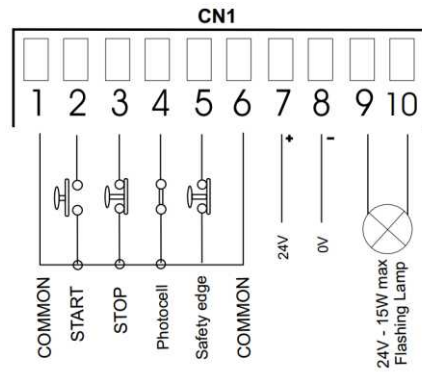 CN1
1 2 3 4 5 6 7 8 9 10
+ -
COMMON
START
STOP
Photocell
Safety edge
COMMON
24V
0V
24V - 15W max
Flashing Lamp